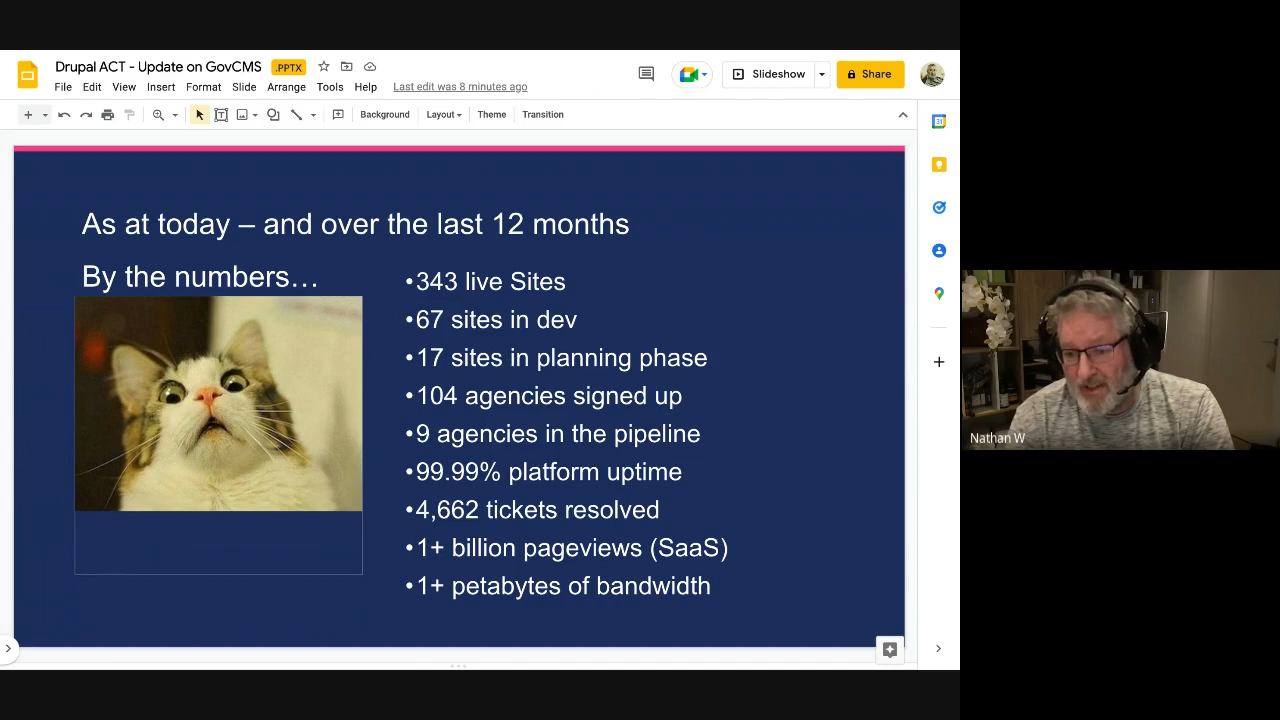 Drupal ACT - Update on GovCMS .PPTX
File Edit View Insert Format Slide Arrange Tools Help Last edit was 8 minutes ago
Slideshow
Share
Background Layout Theme Transition
31
As at today – and over the last 12 months
By the numbers…
•343 live Sites
•67 sites in dev
•17 sites in planning phase
•104 agencies signed up
•9 agencies in the pipeline
•99.99% platform uptime
•4,662 tickets resolved
•1+ billion pageviews (SaaS)
•1+ petabytes of bandwidth
Nathan W